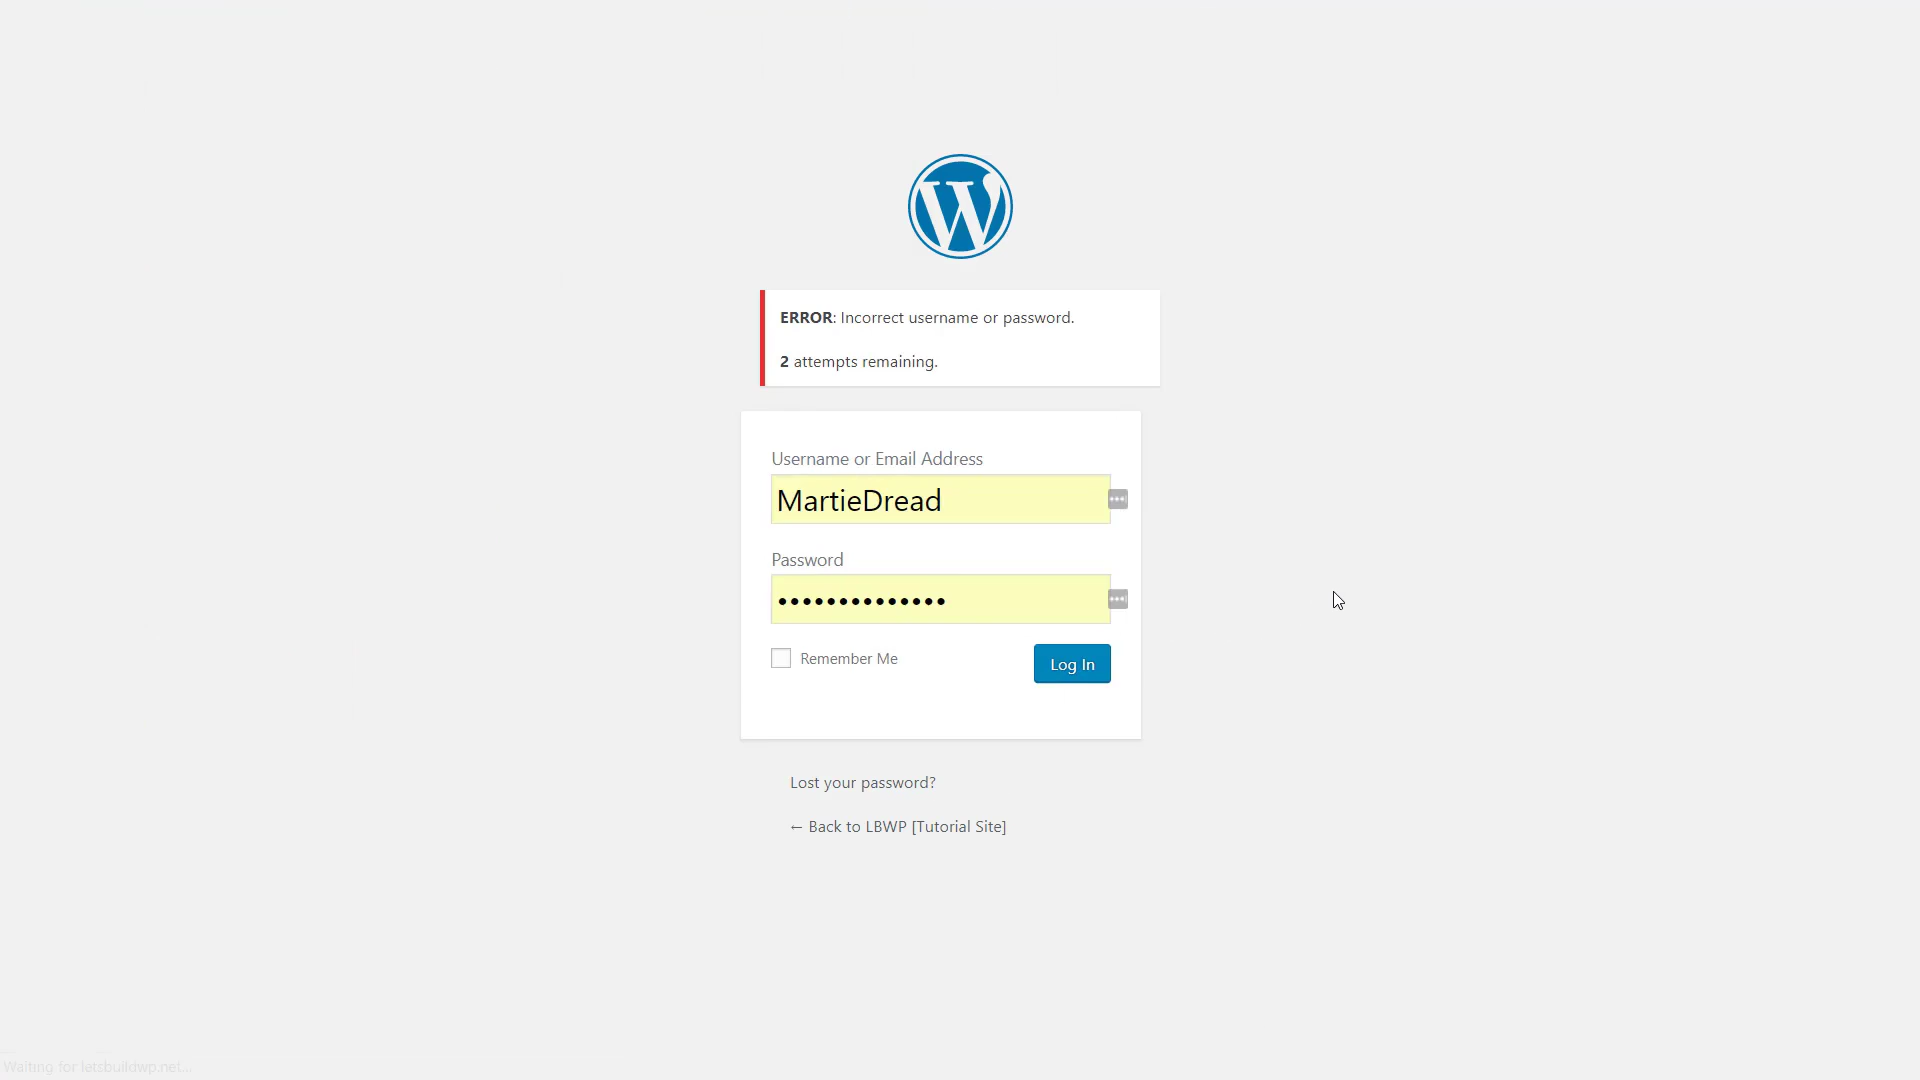 ERROR: Incorrect username or password.
2 attempts remaining.
Username or Email Address
MartieDread
Password
••••••••••••••
Remember Me
Log In
Lost your password?
← Back to LBWP [Tutorial Site]
Waiting for letsbuildwp.net...